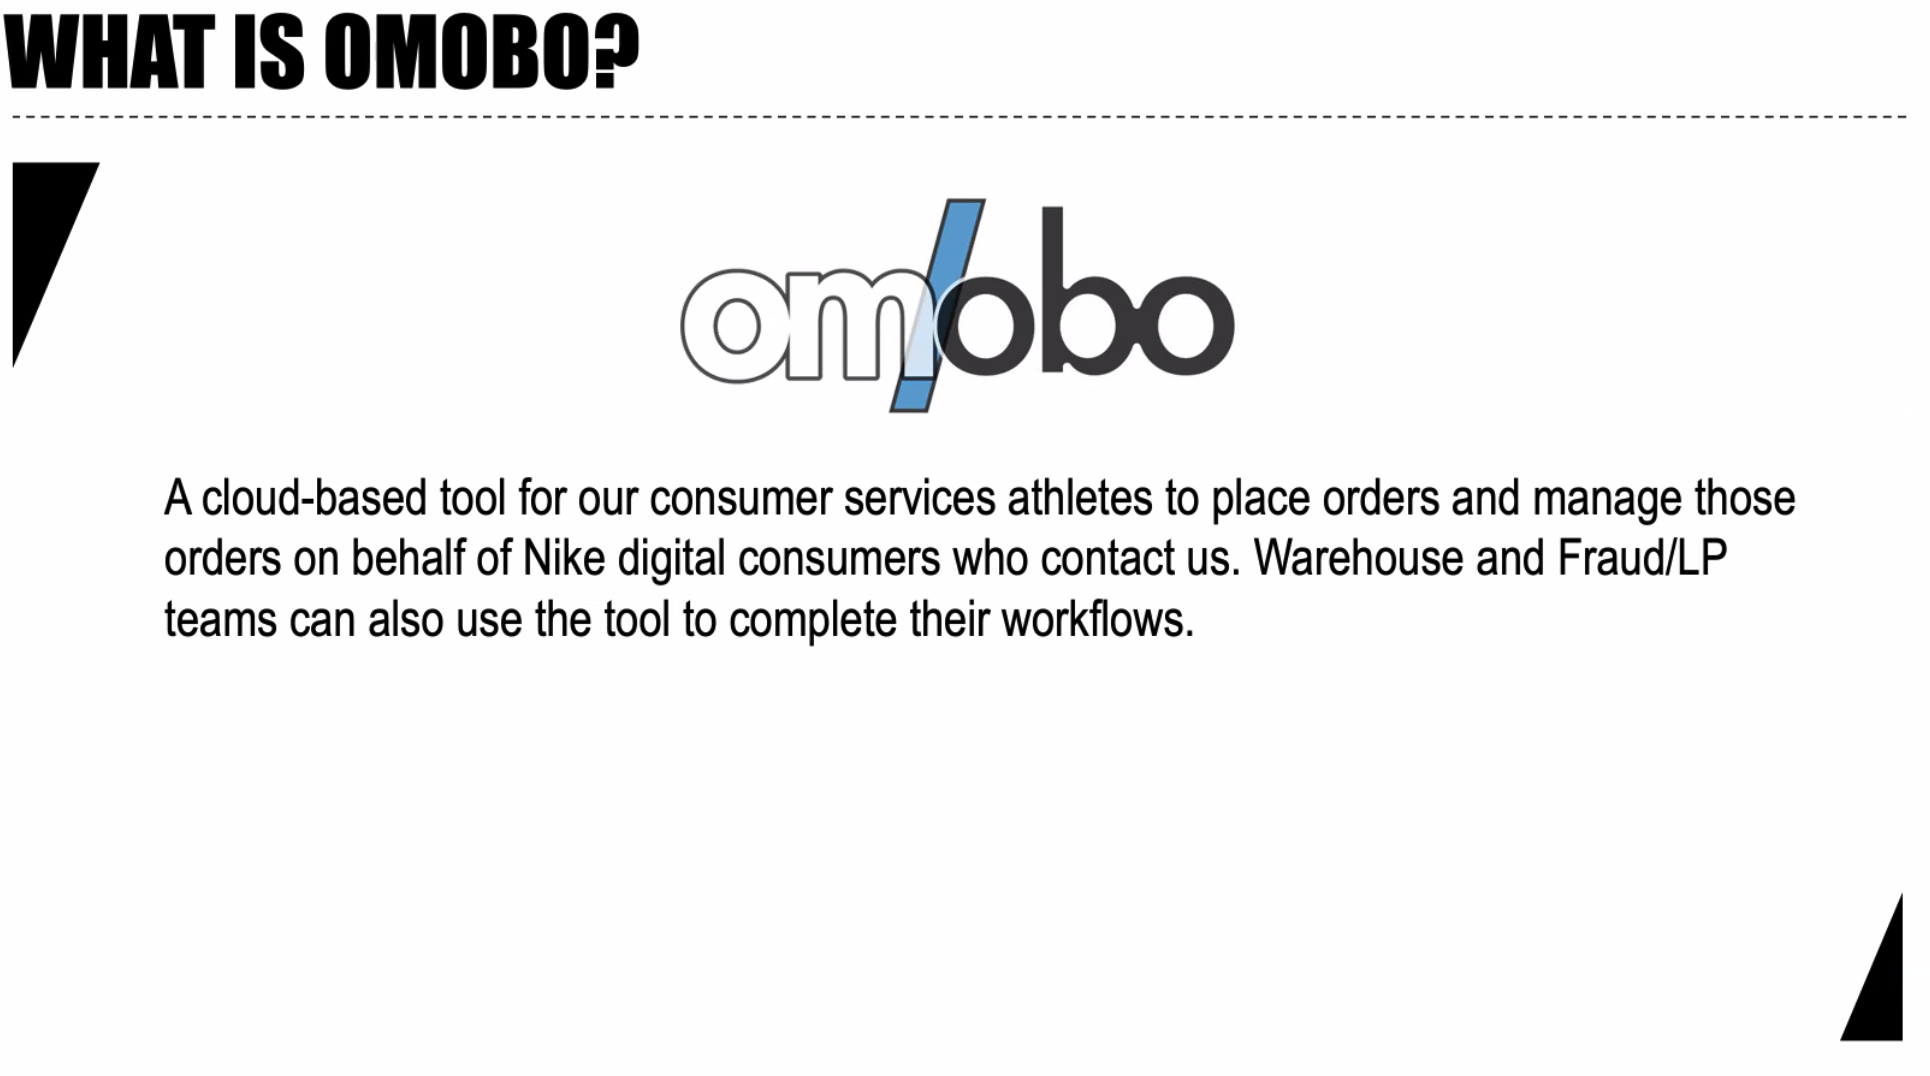 WHAT IS OMOBO?
om/obo
A cloud-based tool for our consumer services athletes to place orders and manage those
orders on behalf of Nike digital consumers who contact us. Warehouse and Fraud/LP
teams can also use the tool to complete their workflows.